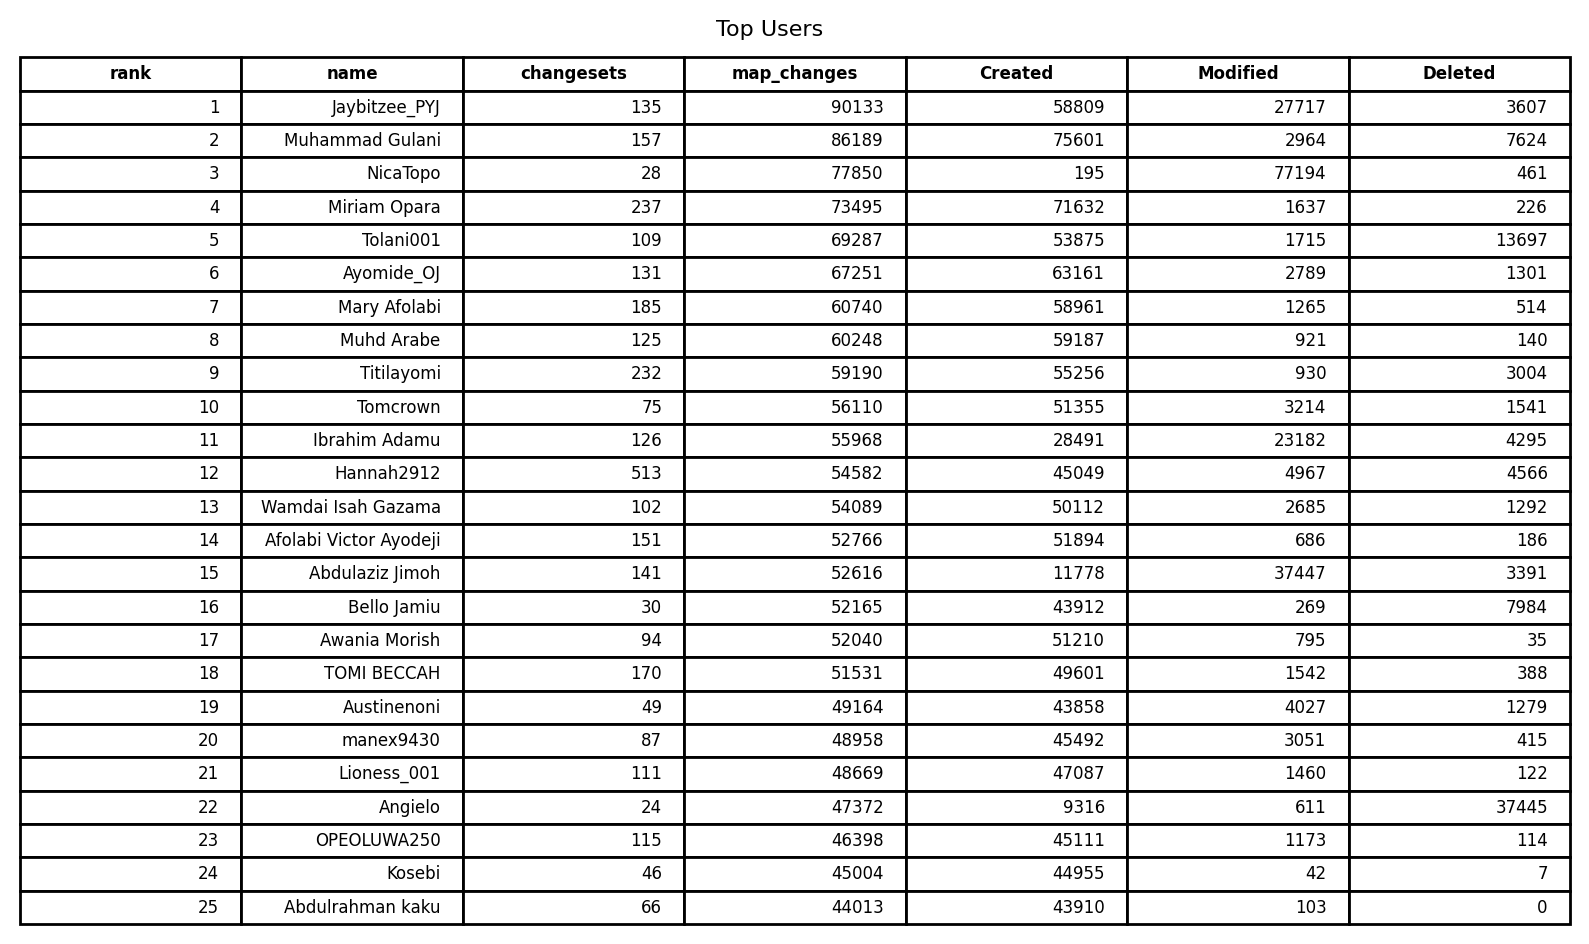 Top Users
rank name changesets map_changes Created Modified Deleted
1 Jaybitzee_PYJ 135 90133 58809 27717 3607
2 Muhammad Gulani 157 86189 75601 2964 7624
3 NicaTopo 28 77850 195 77194 461
4 Miriam Opara 237 73495 71632 1637 226
5 Tolani001 109 69287 53875 1715 13697
6 Ayomide_OJ 131 67251 63161 2789 1301
7 Mary Afolabi 185 60740 58961 1265 514
8 Muhd Arabe 125 60248 59187 921 140
9 Titilayomi 232 59190 55256 930 3004
10 Tomcrown 75 56110 51355 3214 1541
11 Ibrahim Adamu 126 55968 28491 23182 4295
12 Hannah2912 513 54582 45049 4967 4566
13 Wamdai Isah Gazama 102 54089 50112 2685 1292
14 Afolabi Victor Ayodeji 151 52766 51894 686 186
15 Abdulaziz Jimoh 141 52616 11778 37447 3391
16 Bello Jamiu 30 52165 43912 269 7984
17 Awania Morish 94 52040 51210 795 35
18 TOMI BECCAH 170 51531 49601 1542 388
19 Austinenoni 49 49164 43858 4027 1279
20 manex9430 87 48958 45492 3051 415
21 Lioness_001 111 48669 47087 1460 122
22 Angielo 24 47372 9316 611 37445
23 OPEOLUWA250 115 46398 45111 1173 114
24 Kosebi 46 45004 44955 42 7
25 Abdulrahman kaku 66 44013 43910 103 0